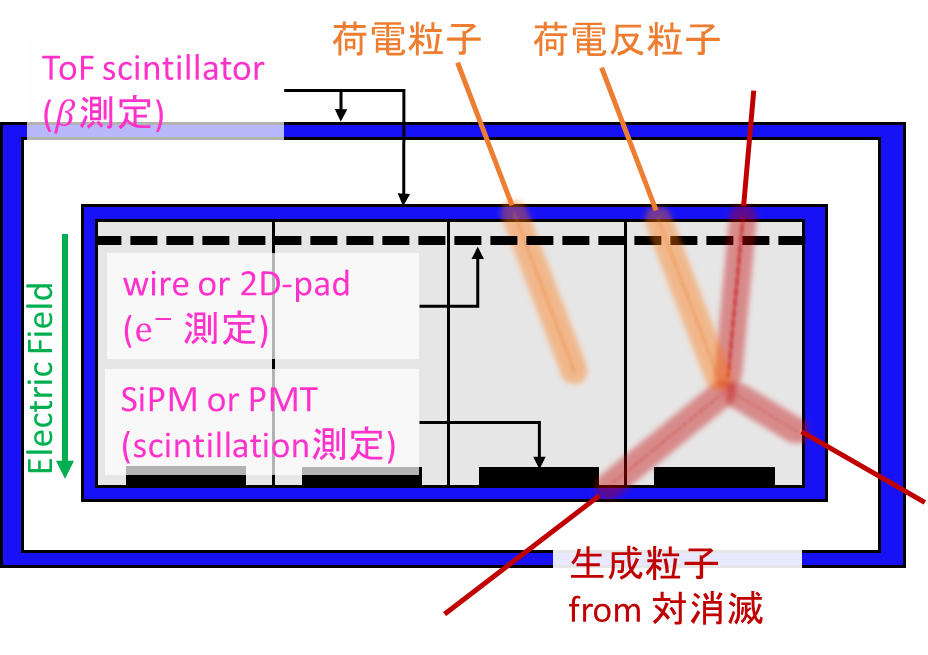 荷電粒子
荷電反粒子
ToF scintillator
(β測定)
Electric Field
wire or 2D-pad
(e⁻ 測定)
SiPM or PMT
(scintillation測定)
生成粒子
from 対消滅